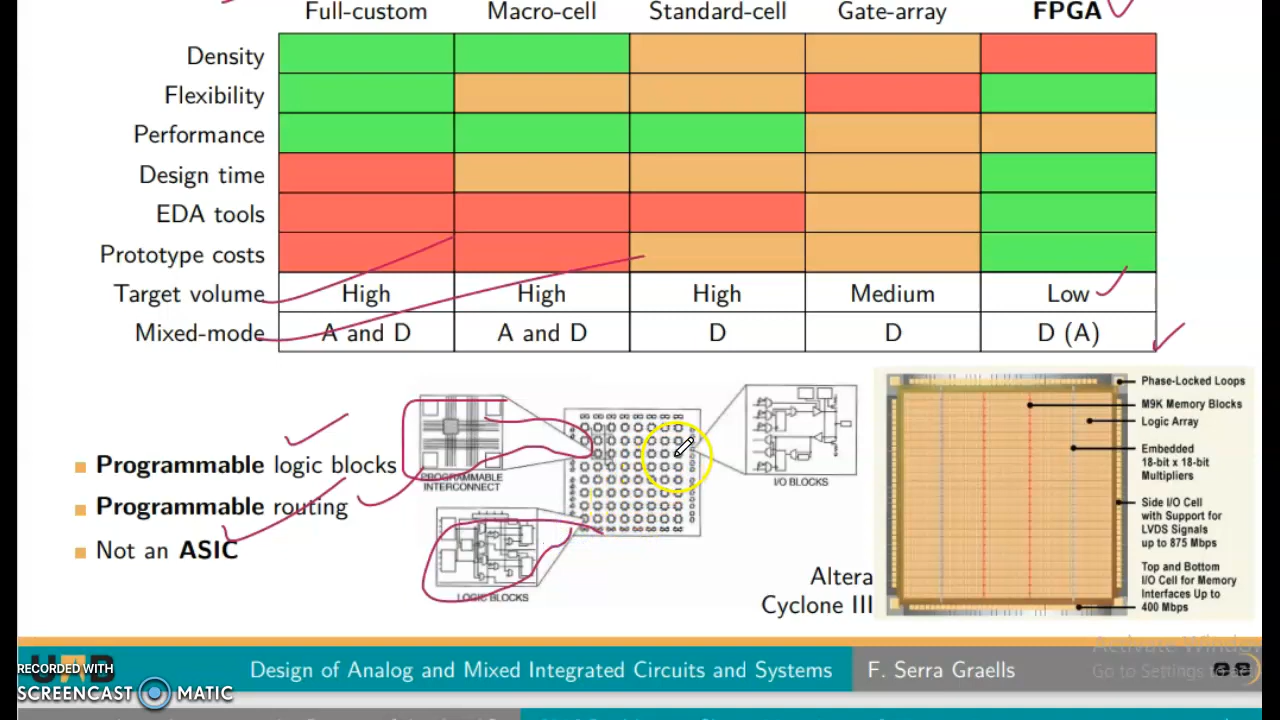 Full-custom Macro-cell Standard-cell Gate-array FPGA
Density
Flexibility
Performance
Design time
EDA tools
Prototype costs
Target volume High High High Medium Low
Mixed-mode A and D A and D D D D (A)
Programmable logic blocks
Programmable routing
Not an ASIC
PROGRAMMABLE
INTERCONNECT
LOGIC BLOCKS
I/O BLOCKS
Altera
Cyclone III
Phase-Locked Loops
M9K Memory Blocks
Logic Array
Embedded
18-bit x 18-bit
Multipliers
Side I/O Cell
with Support for
LVDS Signals
up to 875 Mbps
Top and Bottom
I/O Cell for Memory
Interfaces Up to
400 Mbps
Design of Analog and Mixed Integrated Circuits and Systems F. Serra Graells
RECORDED WITH
SCREENCAST MATIC